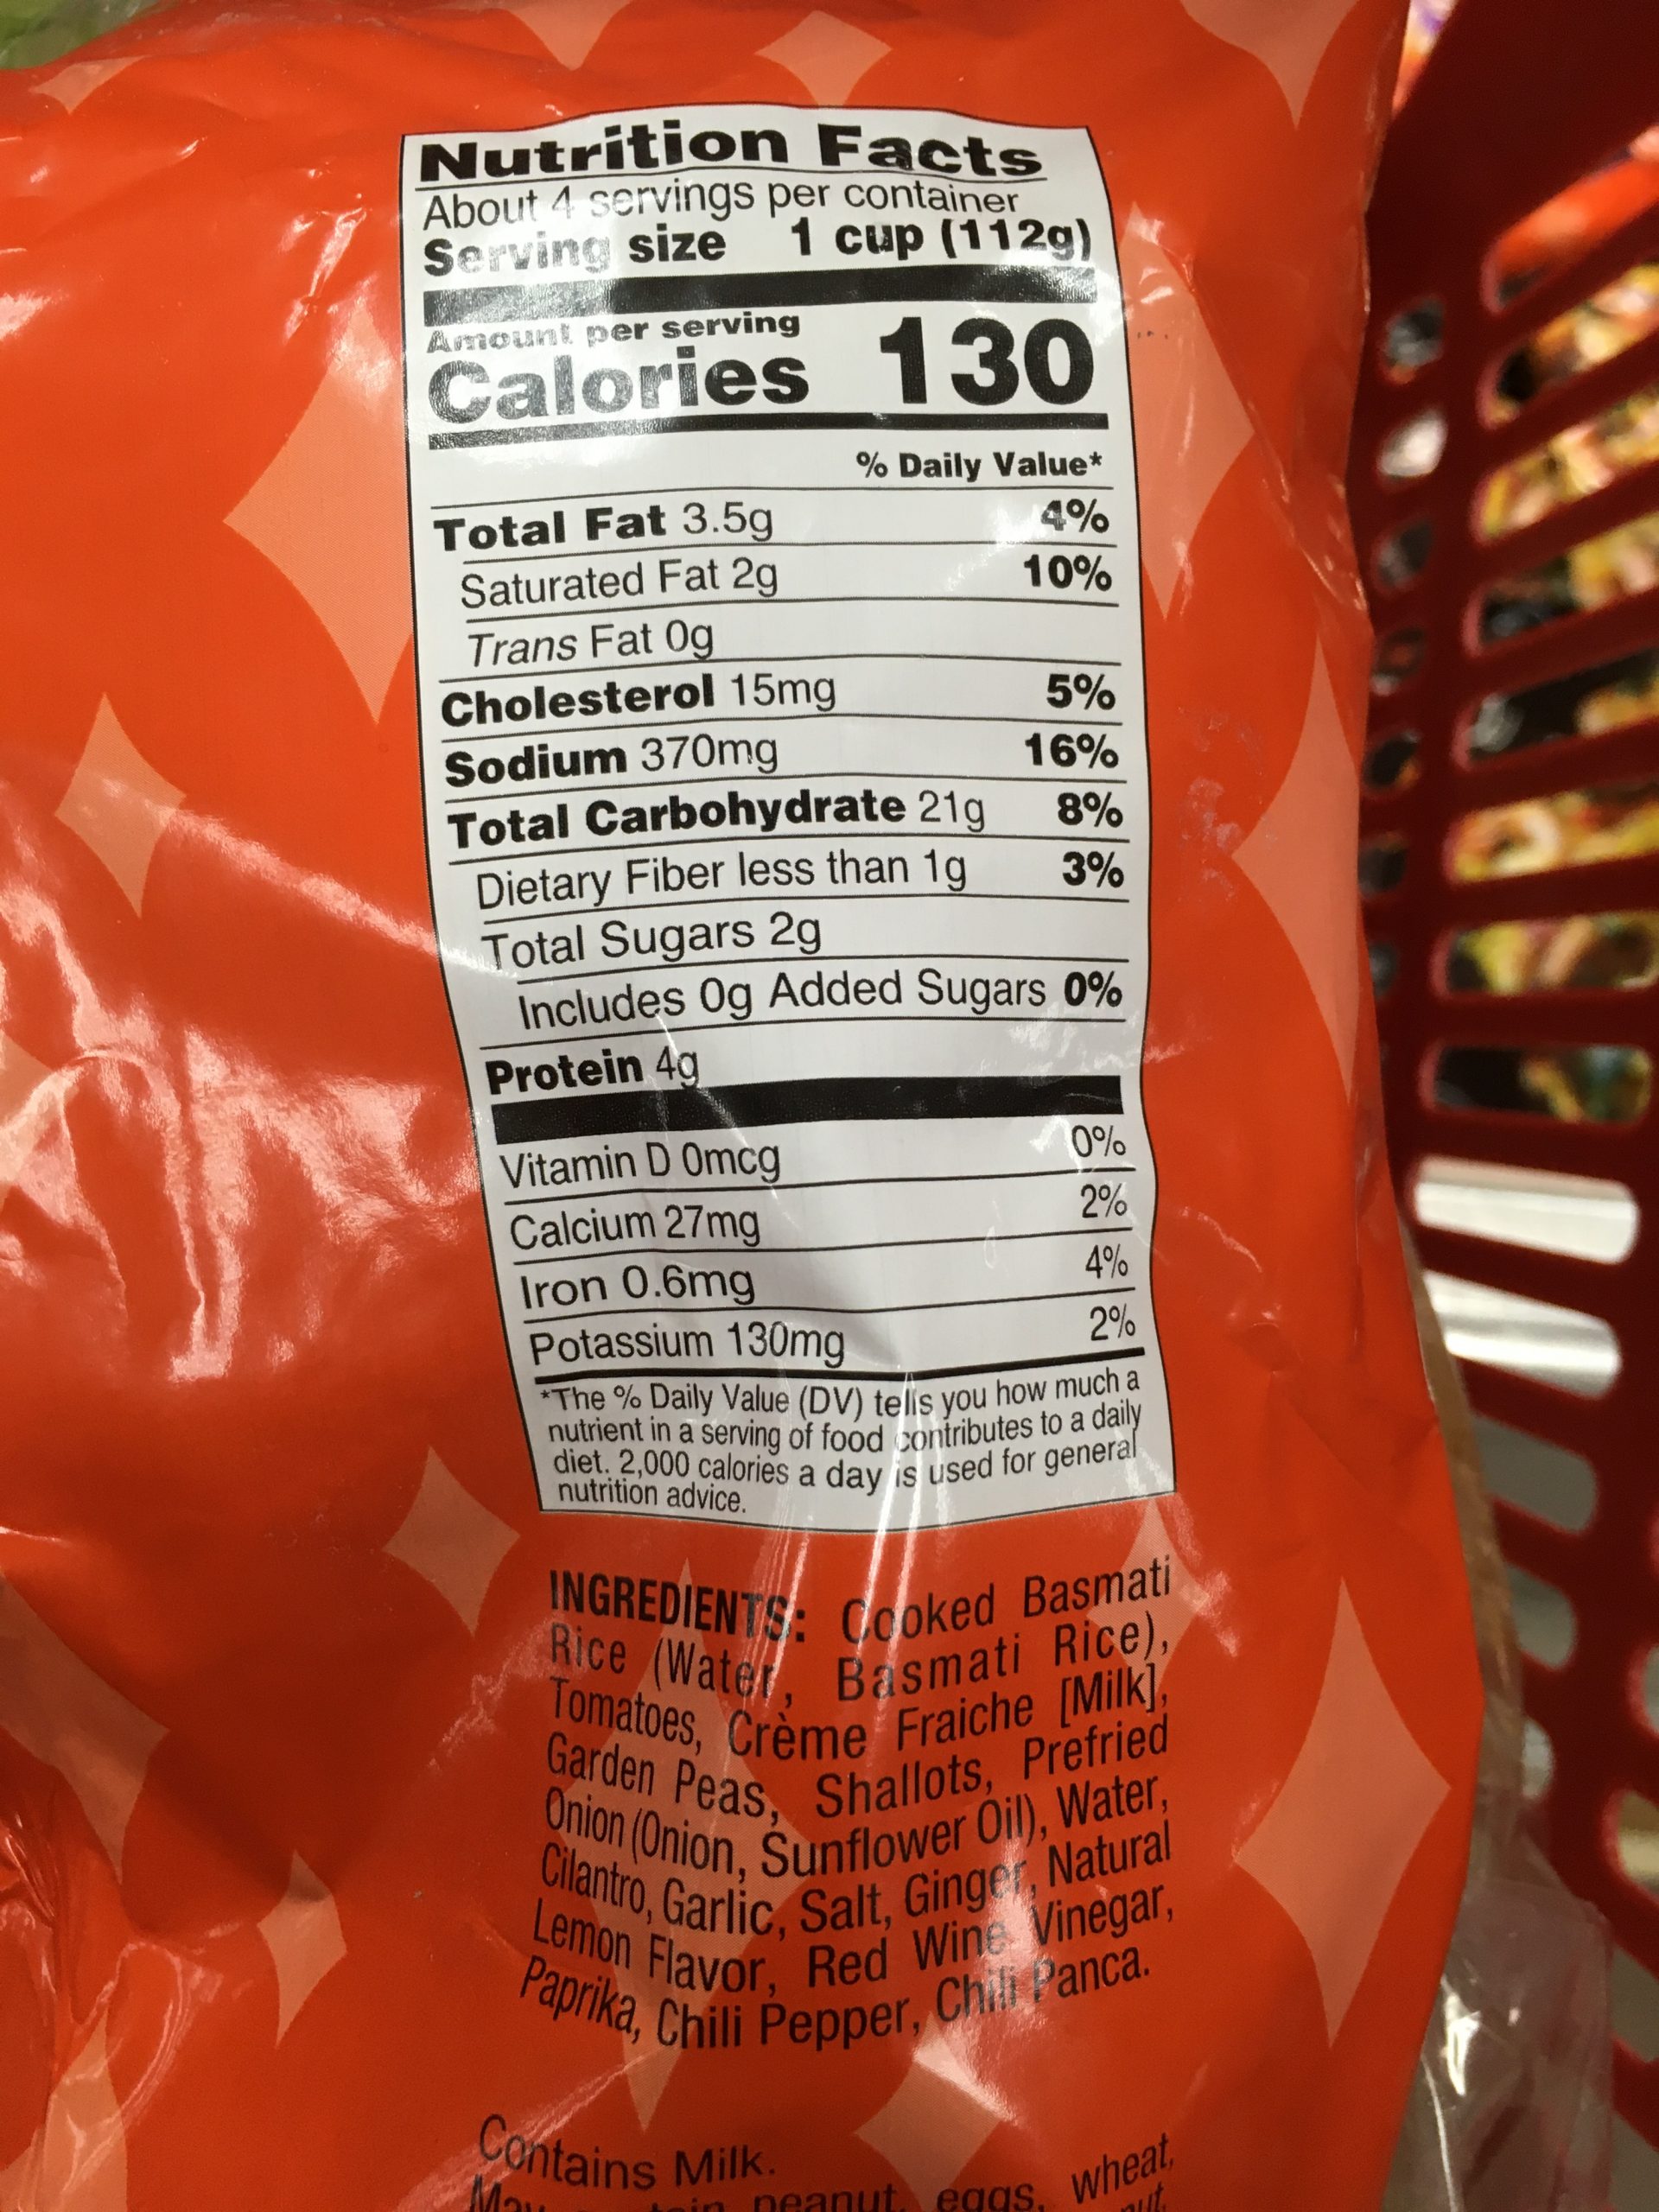 Nutrition Facts
About 4 servings per container
Serving size 1 cup (112g)
Amount per serving
Calories 130
% Daily Value*
Total Fat 3.5g 4%
Saturated Fat 2g 10%
Trans Fat 0g
Cholesterol 15mg 5%
Sodium 370mg 16%
Total Carbohydrate 21g 8%
Dietary Fiber less than 1g 3%
Total Sugars 2g
Includes 0g Added Sugars 0%
Protein 4g
Vitamin D 0mcg 0%
Calcium 27mg 2%
Iron 0.6mg 4%
Potassium 130mg 2%
*The % Daily Value (DV) tells you how much a
nutrient in a serving of food contributes to a daily
diet. 2,000 calories a day is used for general
nutrition advice.
INGREDIENTS: Cooked Basmati
Rice (Water, Basmati Rice),
Tomatoes, Crème Fraiche [Milk],
Garden Peas, Shallots, Prefried
Onion (Onion, Sunflower Oil), Water,
Cilantro, Garlic, Salt, Ginger, Natural
Lemon Flavor, Red Wine Vinegar,
Paprika, Chili Pepper, Chili Panca.
Contains Milk.
May peanut, eggs, wheat,